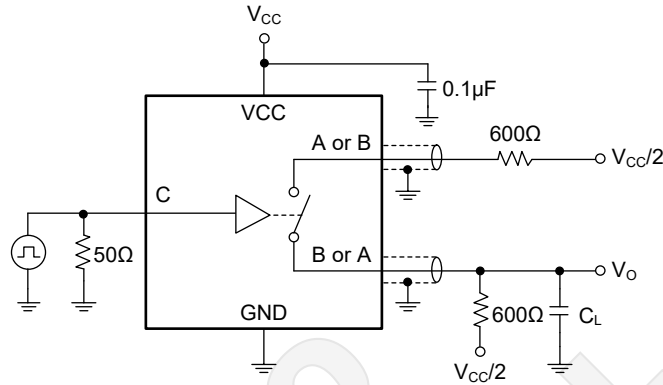 VCC
VCC
0.1μF
A or B
600Ω
VCC/2
C
50Ω
B or A
VO
600Ω
CL
GND
VCC/2